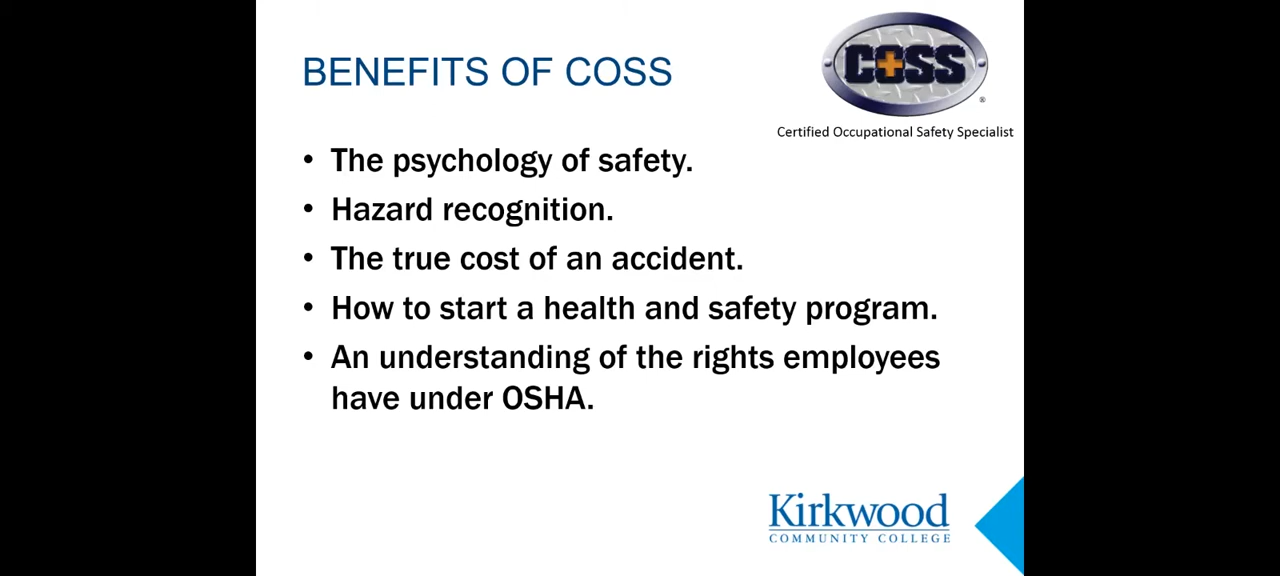 BENEFITS OF COSS
COSS
®
Certified Occupational Safety Specialist
• The psychology of safety.
• Hazard recognition.
• The true cost of an accident.
• How to start a health and safety program.
• An understanding of the rights employees
have under OSHA.
Kirkwood
COMMUNITY COLLEGE